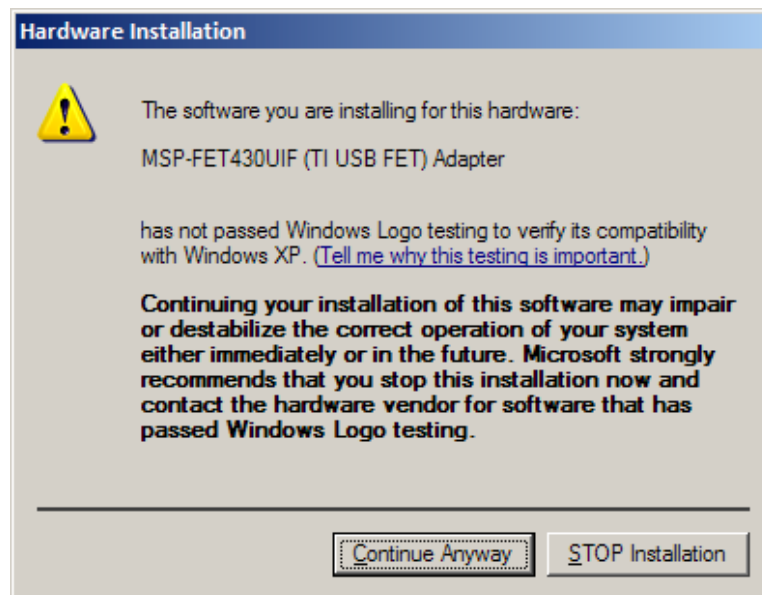 Hardware Installation
The software you are installing for this hardware:
MSP-FET430UIF (TI USB FET) Adapter
has not passed Windows Logo testing to verify its compatibility
with Windows XP. (Tell me why this testing is important.)
Continuing your installation of this software may impair
or destabilize the correct operation of your system
either immediately or in the future. Microsoft strongly
recommends that you stop this installation now and
contact the hardware vendor for software that has
passed Windows Logo testing.
Continue Anyway
STOP Installation